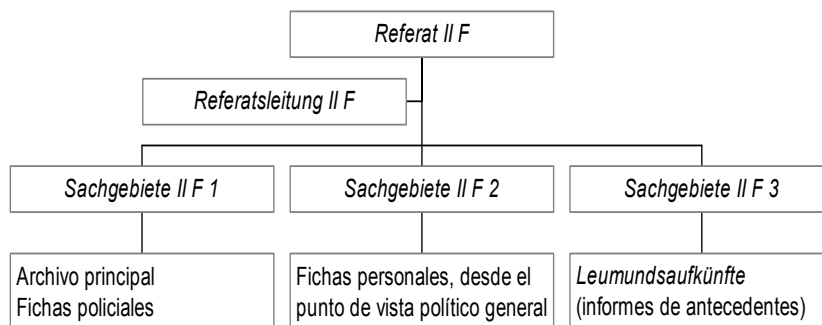 Referat II F
Referatsleitung II F
Sachgebiete II F 1
Sachgebiete II F 2
Sachgebiete II F 3
Archivo principal
Fichas policiales
Fichas personales, desde el
punto de vista político general
Leumundsaufkünfte
(informes de antecedentes)